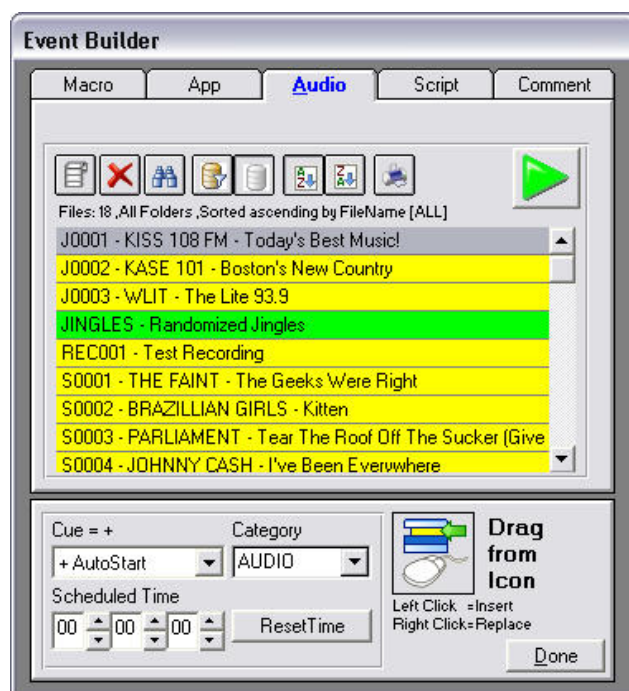 Event Builder
Macro App Audio Script Comment
Files: 18 ,All Folders ,Sorted ascending by FileName [ALL]
J0001 - KISS 108 FM - Today's Best Music!
J0002 - KASE 101 - Boston's New Country
J0003 - WLIT - The Lite 93.9
JINGLES - Randomized Jingles
REC001 - Test Recording
S0001 - THE FAINT - The Geeks Were Right
S0002 - BRAZILLIAN GIRLS - Kitten
S0003 - PARLIAMENT - Tear The Roof Off The Sucker (Give
S0004 - JOHNNY CASH - I've Been Everywhere
Cue = + Category
+ AutoStart AUDIO
Scheduled Time
00 00 00 ResetTime
Drag
from
Icon
Left Click =Insert
Right Click=Replace
Done